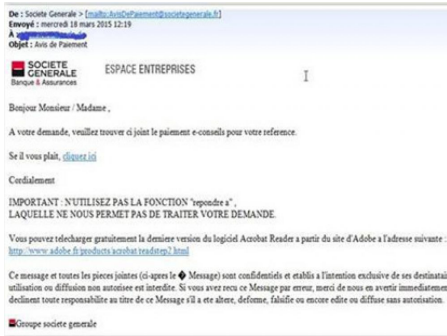 De : Societe Generale > [mailto:AvisDePaiement@societegenerale.fr]
Envoyé : mercredi 18 mars 2015 12:19
À :
Objet : Avis de Paiement
SOCIETE
GENERALE
Banque & Assurances
ESPACE ENTREPRISES
Bonjour Monsieur / Madame ,
A votre demande, veuillez trouver ci joint le paiement e-conseils pour votre reference.
Se il vous plait, cliquez ici
Cordialement
IMPORTANT : N'UTILISEZ PAS LA FONCTION "repondre a" ,
LAQUELLE NE NOUS PERMET PAS DE TRAITER VOTRE DEMANDE.
Vous pouvez telecharger gratuitement la derniere version du logiciel Acrobat Reader a partir du site d'Adobe a l'adresse suivante :
http://www.adobe.fr/products/acrobat/readstep2.html
Ce message et toutes les pieces jointes (ci-apres le � Message) sont confidentiels et etablis a l'intention exclusive de ses destinatai
utilisation ou diffusion non autorisee est interdite. Si vous avez recu ce Message par erreur, merci de nous en avertir immediatemen
declinent toute responsabilite au titre de ce Message s'il a ete altere, deforme, falsifie ou encore edite ou diffuse sans autorisation.
Groupe societe generale